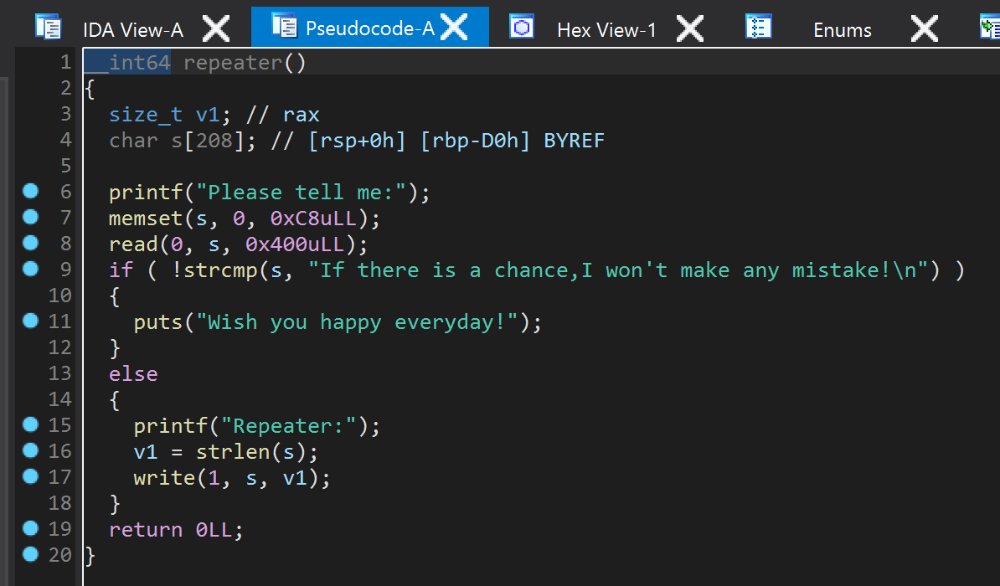 IDA View-A Pseudocode-A Hex View-1 Enums
1 __int64 repeater()
2 {
3 size_t v1; // rax
4 char s[208]; // [rsp+0h] [rbp-D0h] BYREF
5
6 printf("Please tell me:");
7 memset(s, 0, 0xC8uLL);
8 read(0, s, 0x400uLL);
9 if ( !strcmp(s, "If there is a chance,I won't make any mistake!\n") )
10 {
11 puts("Wish you happy everyday!");
12 }
13 else
14 {
15 printf("Repeater:");
16 v1 = strlen(s);
17 write(1, s, v1);
18 }
19 return 0LL;
20 }